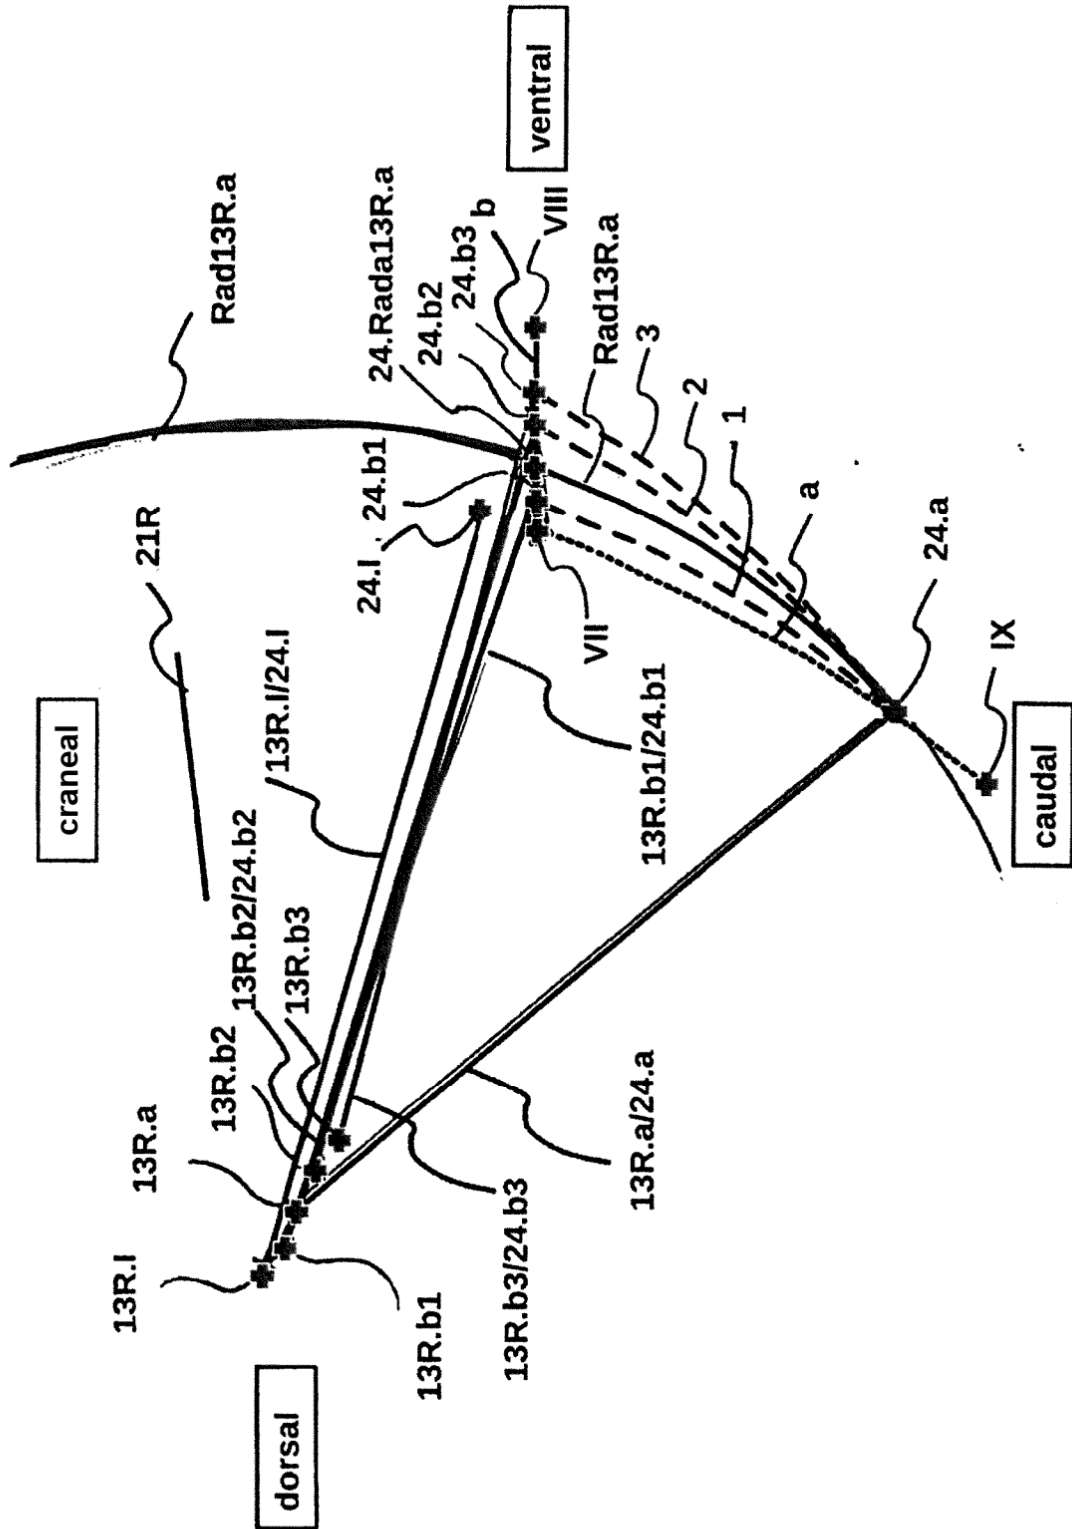 ventral
Rad13R.a
24.Rada13R.a
24.b2
24.b3
b
VIII
Rad13R.a
3
2
1
a
24.a
IX
caudal
24.b1
24.I
VII
21R
craneal
13R.I/24.I
13R.b1/24.b1
13R.b2/24.b2
13R.b3
13R.b2
13R.a
13R.I
13R.b1
13R.b3/24.b3
13R.a/24.a
dorsal